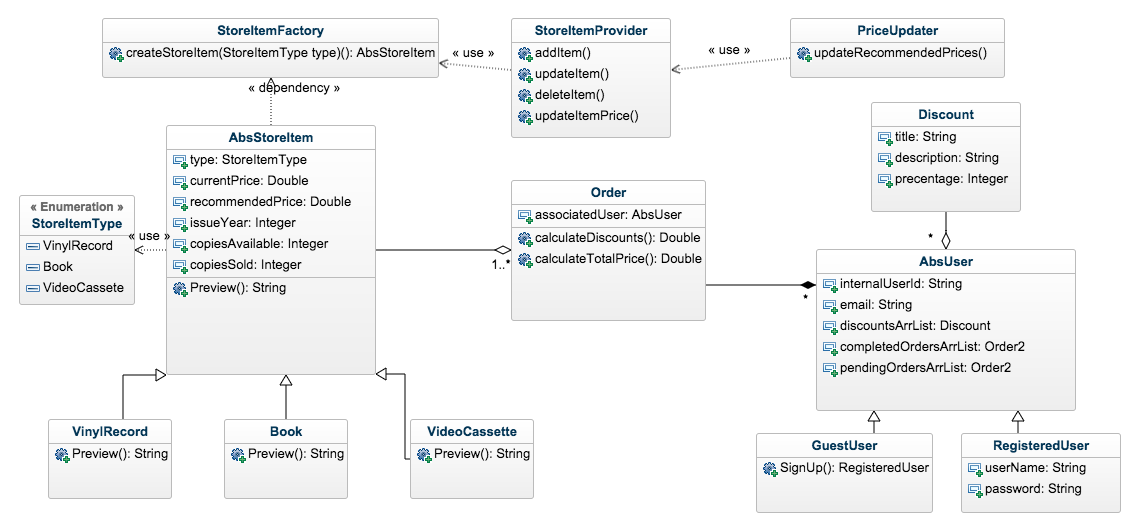 StoreItemFactory
createStoreItem(StoreItemType type)(): AbsStoreItem
« use »
StoreItemProvider
addItem()
updateItem()
deleteItem()
updateItemPrice()
« use »
PriceUpdater
updateRecommendedPrices()
« dependency »
AbsStoreItem
type: StoreItemType
currentPrice: Double
recommendedPrice: Double
issueYear: Integer
copiesAvailable: Integer
copiesSold: Integer
Preview(): String
« Enumeration »
StoreItemType
VinylRecord
Book
VideoCassete
« use »
Order
associatedUser: AbsUser
calculateDiscounts(): Double
calculateTotalPrice(): Double
1..*
*
Discount
title: String
description: String
precentage: Integer
*
AbsUser
internalUserId: String
email: String
discountsArrList: Discount
completedOrdersArrList: Order2
pendingOrdersArrList: Order2
VinylRecord
Preview(): String
Book
Preview(): String
VideoCassette
Preview(): String
GuestUser
SignUp(): RegisteredUser
RegisteredUser
userName: String
password: String